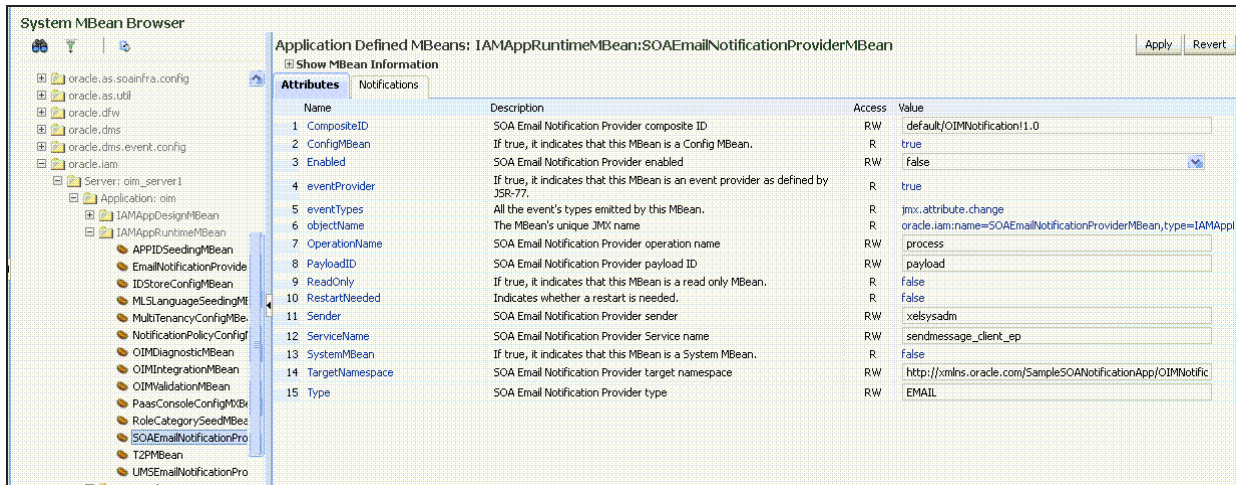 System MBean Browser
oracle.as.soainfra.config
oracle.as.util
oracle.dfw
oracle.dms
oracle.dms.event.config
oracle.iam
Server: oim_server1
Application: oim
IAMAppDesignMBean
IAMAppRuntimeMBean
APPIDSeedingMBean
EmailNotificationProvide
IDStoreConfigMBean
MLSLanguageSeedingME
MultiTenancyConfigMBe
NotificationPolicyConfigf
OIMDiagnosticMBean
OIMIntegrationMBean
OIMValidationMBean
PaasConsoleConfigMXBe
RoleCategorySeedMBea
SOAEmailNotificationPro
T2PMBean
UMSEmailNotificationPro
Application Defined MBeans: IAMAppRuntimeMBean:SOAEmailNotificationProviderMBean
Apply Revert
Show MBean Information
Attributes Notifications
Name Description Access Value
1 CompositeID SOA Email Notification Provider composite ID RW default/OIMNotification!1.0
2 ConfigMBean If true, it indicates that this MBean is a Config MBean. R true
3 Enabled SOA Email Notification Provider enabled RW false
4 eventProvider If true, it indicates that this MBean is an event provider as defined by JSR-77. R true
5 eventTypes All the event's types emitted by this MBean. R jmx.attribute.change
6 objectName The MBean's unique JMX name R oracle.iam:name=SOAEmailNotificationProviderMBean,type=IAMAppl
7 OperationName SOA Email Notification Provider operation name RW process
8 PayloadID SOA Email Notification Provider payload ID RW payload
9 ReadOnly If true, it indicates that this MBean is a read only MBean. R false
10 RestartNeeded Indicates whether a restart is needed. R false
11 Sender SOA Email Notification Provider sender RW xelsysadm
12 ServiceName SOA Email Notification Provider Service name RW sendmessage_client_ep
13 SystemMBean If true, it indicates that this MBean is a System MBean. R false
14 TargetNamespace SOA Email Notification Provider target namespace RW http://xmlns.oracle.com/SampleSOANotificationApp/OIMNotific
15 Type SOA Email Notification Provider type RW EMAIL